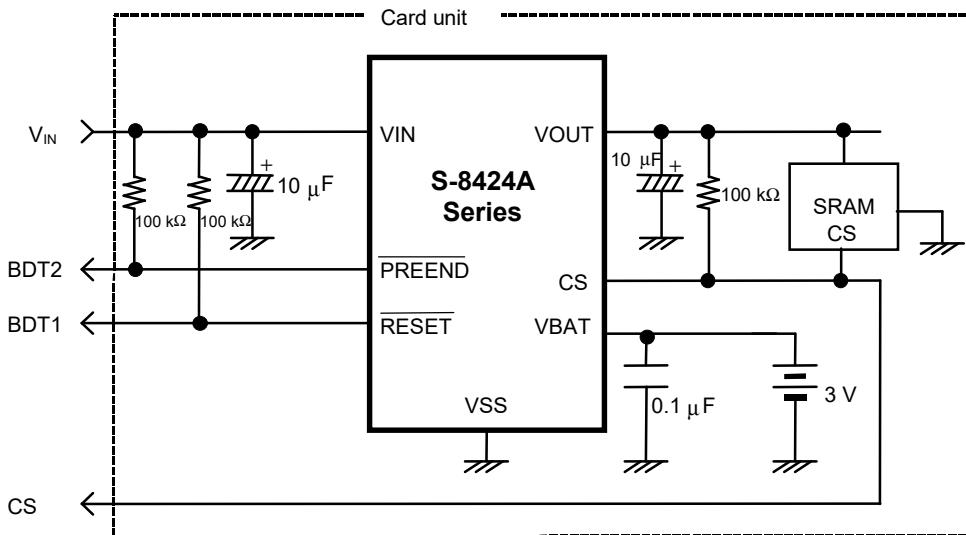 Card unit
V_IN
VIN
VOUT
S-8424A
Series
+
10 μF
100 kΩ
100 kΩ
10 μF
+
100 kΩ
SRAM
CS
BDT2
PREEND
CS
BDT1
RESET
VBAT
VSS
0.1 μF
3 V
CS